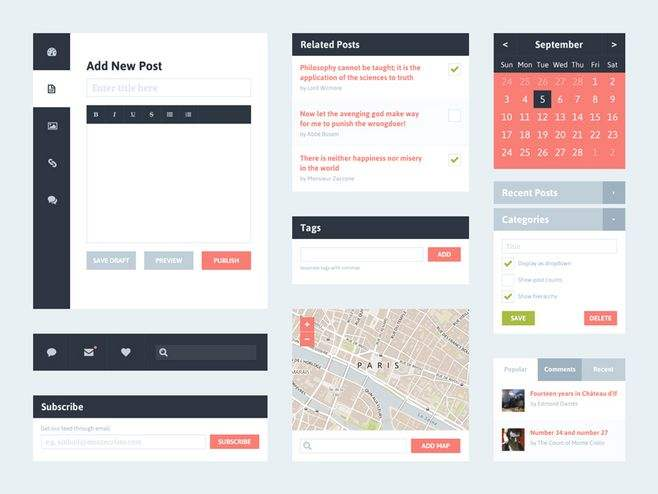 Add New Post
Enter title here
B I U S
SAVE DRAFT
PREVIEW
PUBLISH
Subscribe
Get our feed through email
SUBSCRIBE
Related Posts
Philosophy cannot be taught; it is the
application of the sciences to truth
by Lord Wilmore
Now let the avenging god make way
for me to punish the wrongdoer!
by Abbé Busoni
There is neither happiness nor misery
in the world
by Monsieur Zaccone
Tags
ADD
separate tags with commas
PARIS
La Seine
ADD MAP
< September >
Sun Mon Tue Wed Thu Fri Sat
24 25 26 27 28 1 2
3 4 5 6 7 8 9
10 11 12 13 14 15 16
17 18 19 20 21 22 23
24 25 26 27 28 1 2
Recent Posts
Categories
Title
Display as dropdown
Show post counts
Show hierarchy
SAVE
DELETE
Popular
Comments
Recent
Fourteen years in Château d'If
by Edmond Dantès
Number 34 and number 27
by The Count of Monte Cristo